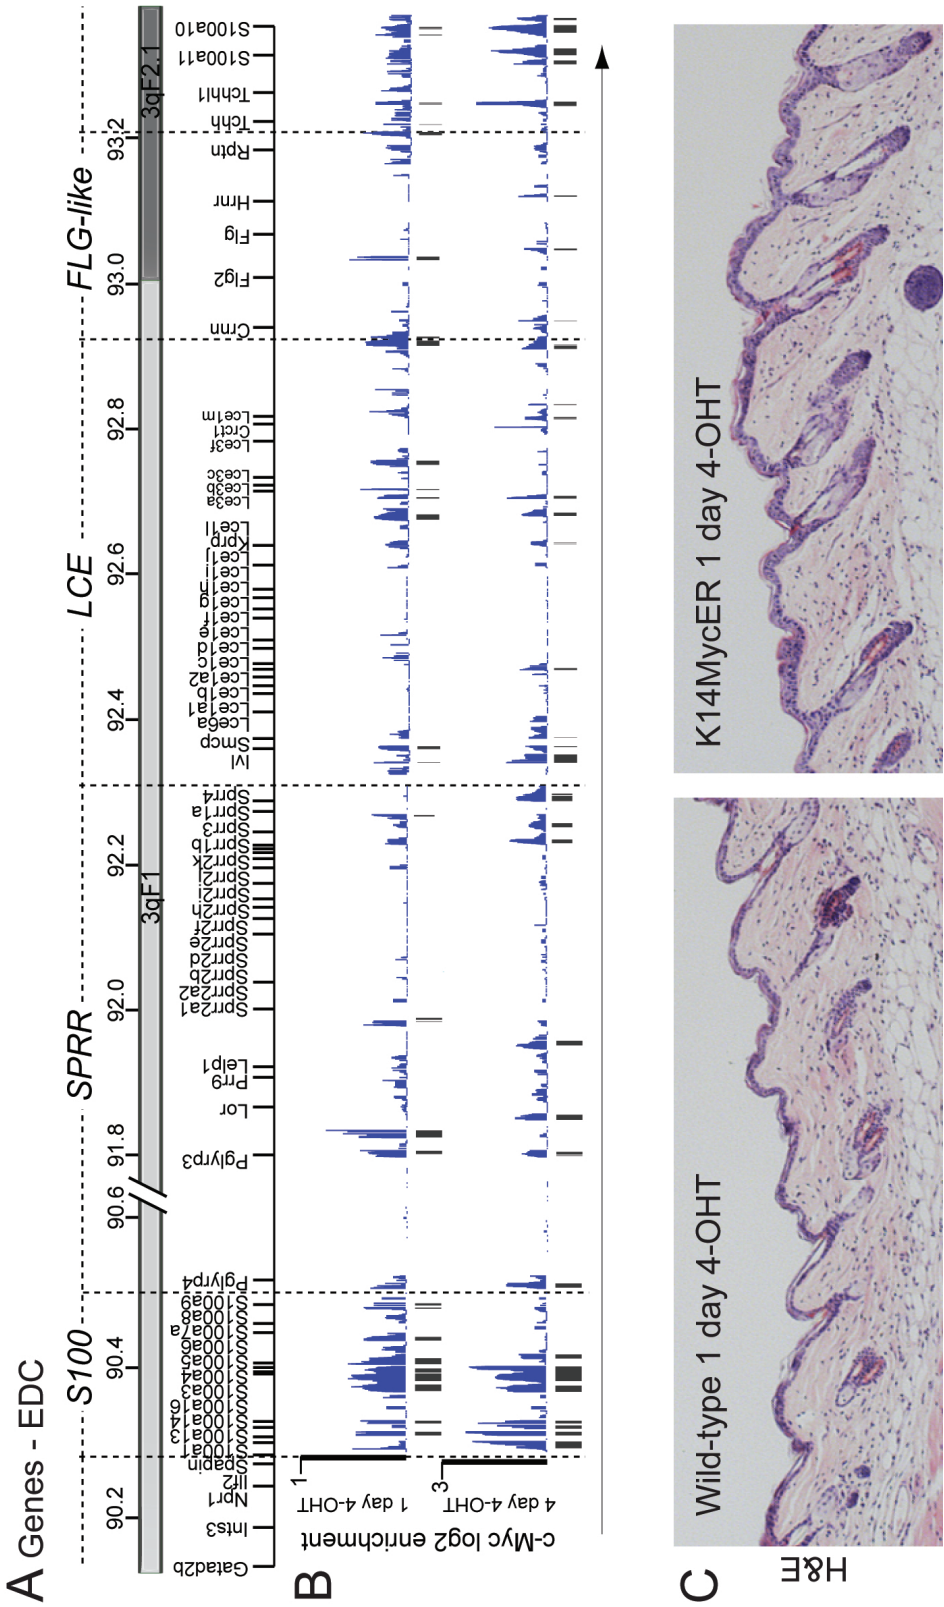 A Genes - EDC
S100 SPRR LCE FLG-like
90.2 90.4 90.6 91.8 92.0 92.2 92.4 92.6 92.8 93.0 93.2
3qF1 3qF2.1
Gatad2b
Ints3
Npr1
Ilf2
Snapin
S100a1
S100a13
S100a14
S100a16
S100a3
S100a4
S100a5
S100a6
S100a7a
S100a8
S100a9
Pglyrp4
Pglyrp3
Lor
Prr9
Lelp1
Sprr2a1
Sprr2a2
Sprr2b
Sprr2d
Sprr2e
Sprr2f
Sprr2h
Sprr2i
Sprr2j
Sprr2k
Sprr1b
Sprr3
Sprr1a
Sprr4
Ivl
Smcp
Lce6a
Lce1a1
Lce1b
Lce1a2
Lce1c
Lce1d
Lce1e
Lce1f
Lce1g
Lce1h
Lce1i
Lce1j
Kprp
Lce1l
Lce3a
Lce3b
Lce3c
Lce3f
Crct1
Lce1m
Crnn
Flg2
Flg
Hrnr
Rptn
Tchh
Tchhl1
S100a11
S100a10
B
c-Myc log2 enrichment
1 day 4-OHT
1
4 day 4-OHT
3
C
Wild-type 1 day 4-OHT
K14MycER 1 day 4-OHT
H&E